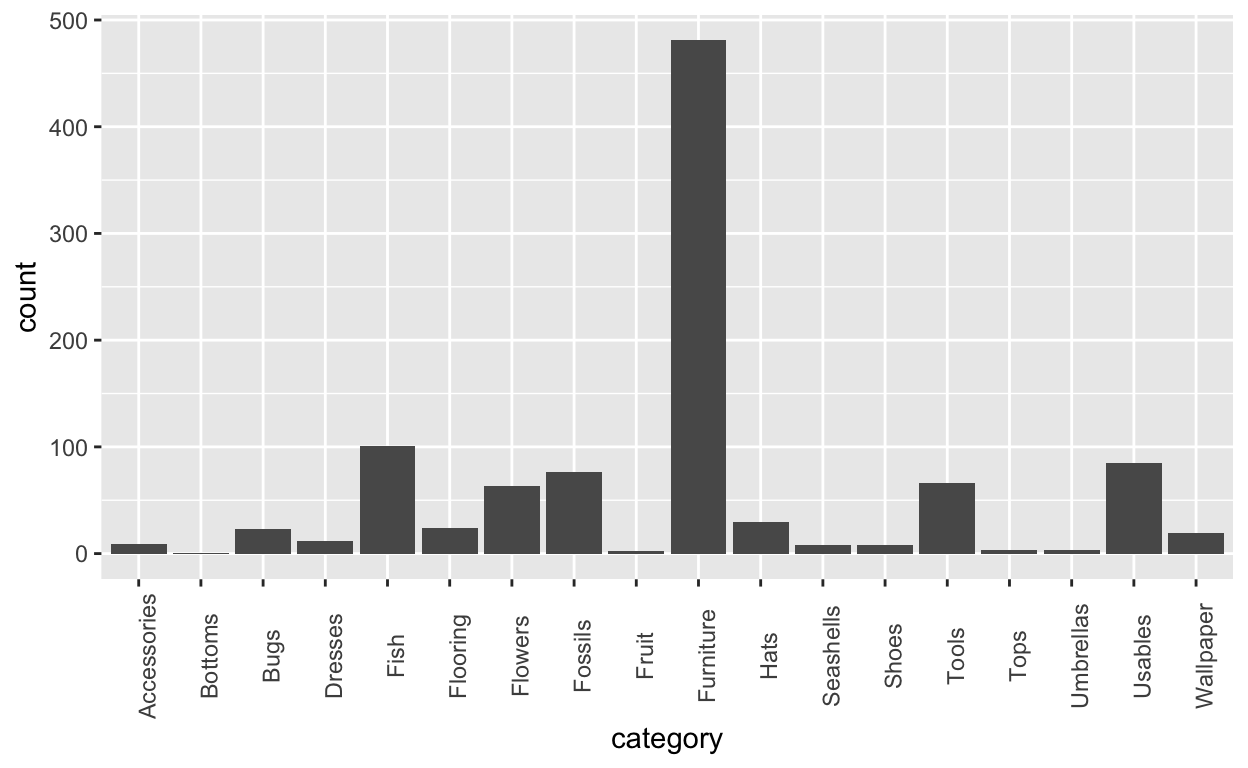 500
400
300
200
100
0
count
Accessories
Bottoms
Bugs
Dresses
Fish
Flooring
Flowers
Fossils
Fruit
Furniture
Hats
Seashells
Shoes
Tools
Tops
Umbrellas
Usables
Wallpaper
category